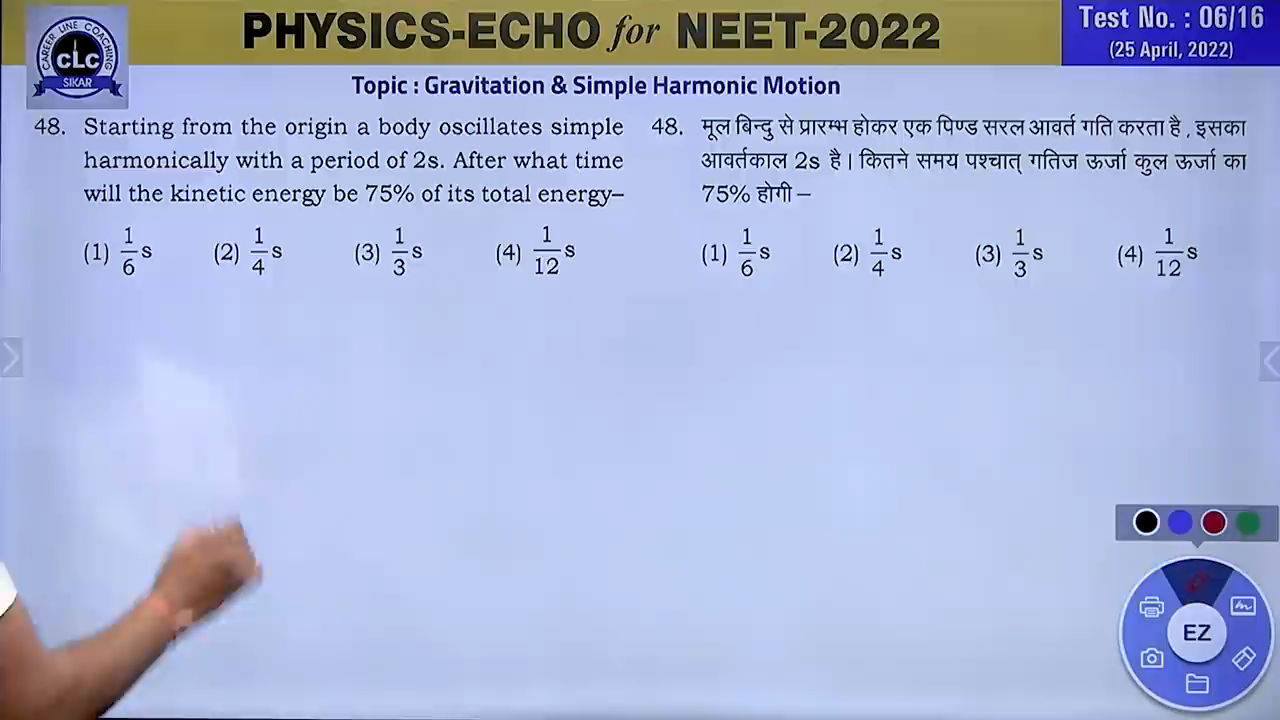 PHYSICS-ECHO for NEET-2022
Test No. : 06/16
(25 April, 2022)
CAREER LINE COACHING
CLC
SIKAR
Topic : Gravitation & Simple Harmonic Motion
48. Starting from the origin a body oscillates simple
harmonically with a period of 2s. After what time
will the kinetic energy be 75% of its total energy–
(1) 1/6 s (2) 1/4 s (3) 1/3 s (4) 1/12 s
48. मूल बिन्दु से प्रारम्भ होकर एक पिण्ड सरल आवर्त गति करता है , इसका
आवर्तकाल 2s है। कितने समय पश्चात् गतिज ऊर्जा कुल ऊर्जा का
75% होगी –
(1) 1/6 s (2) 1/4 s (3) 1/3 s (4) 1/12 s
EZ